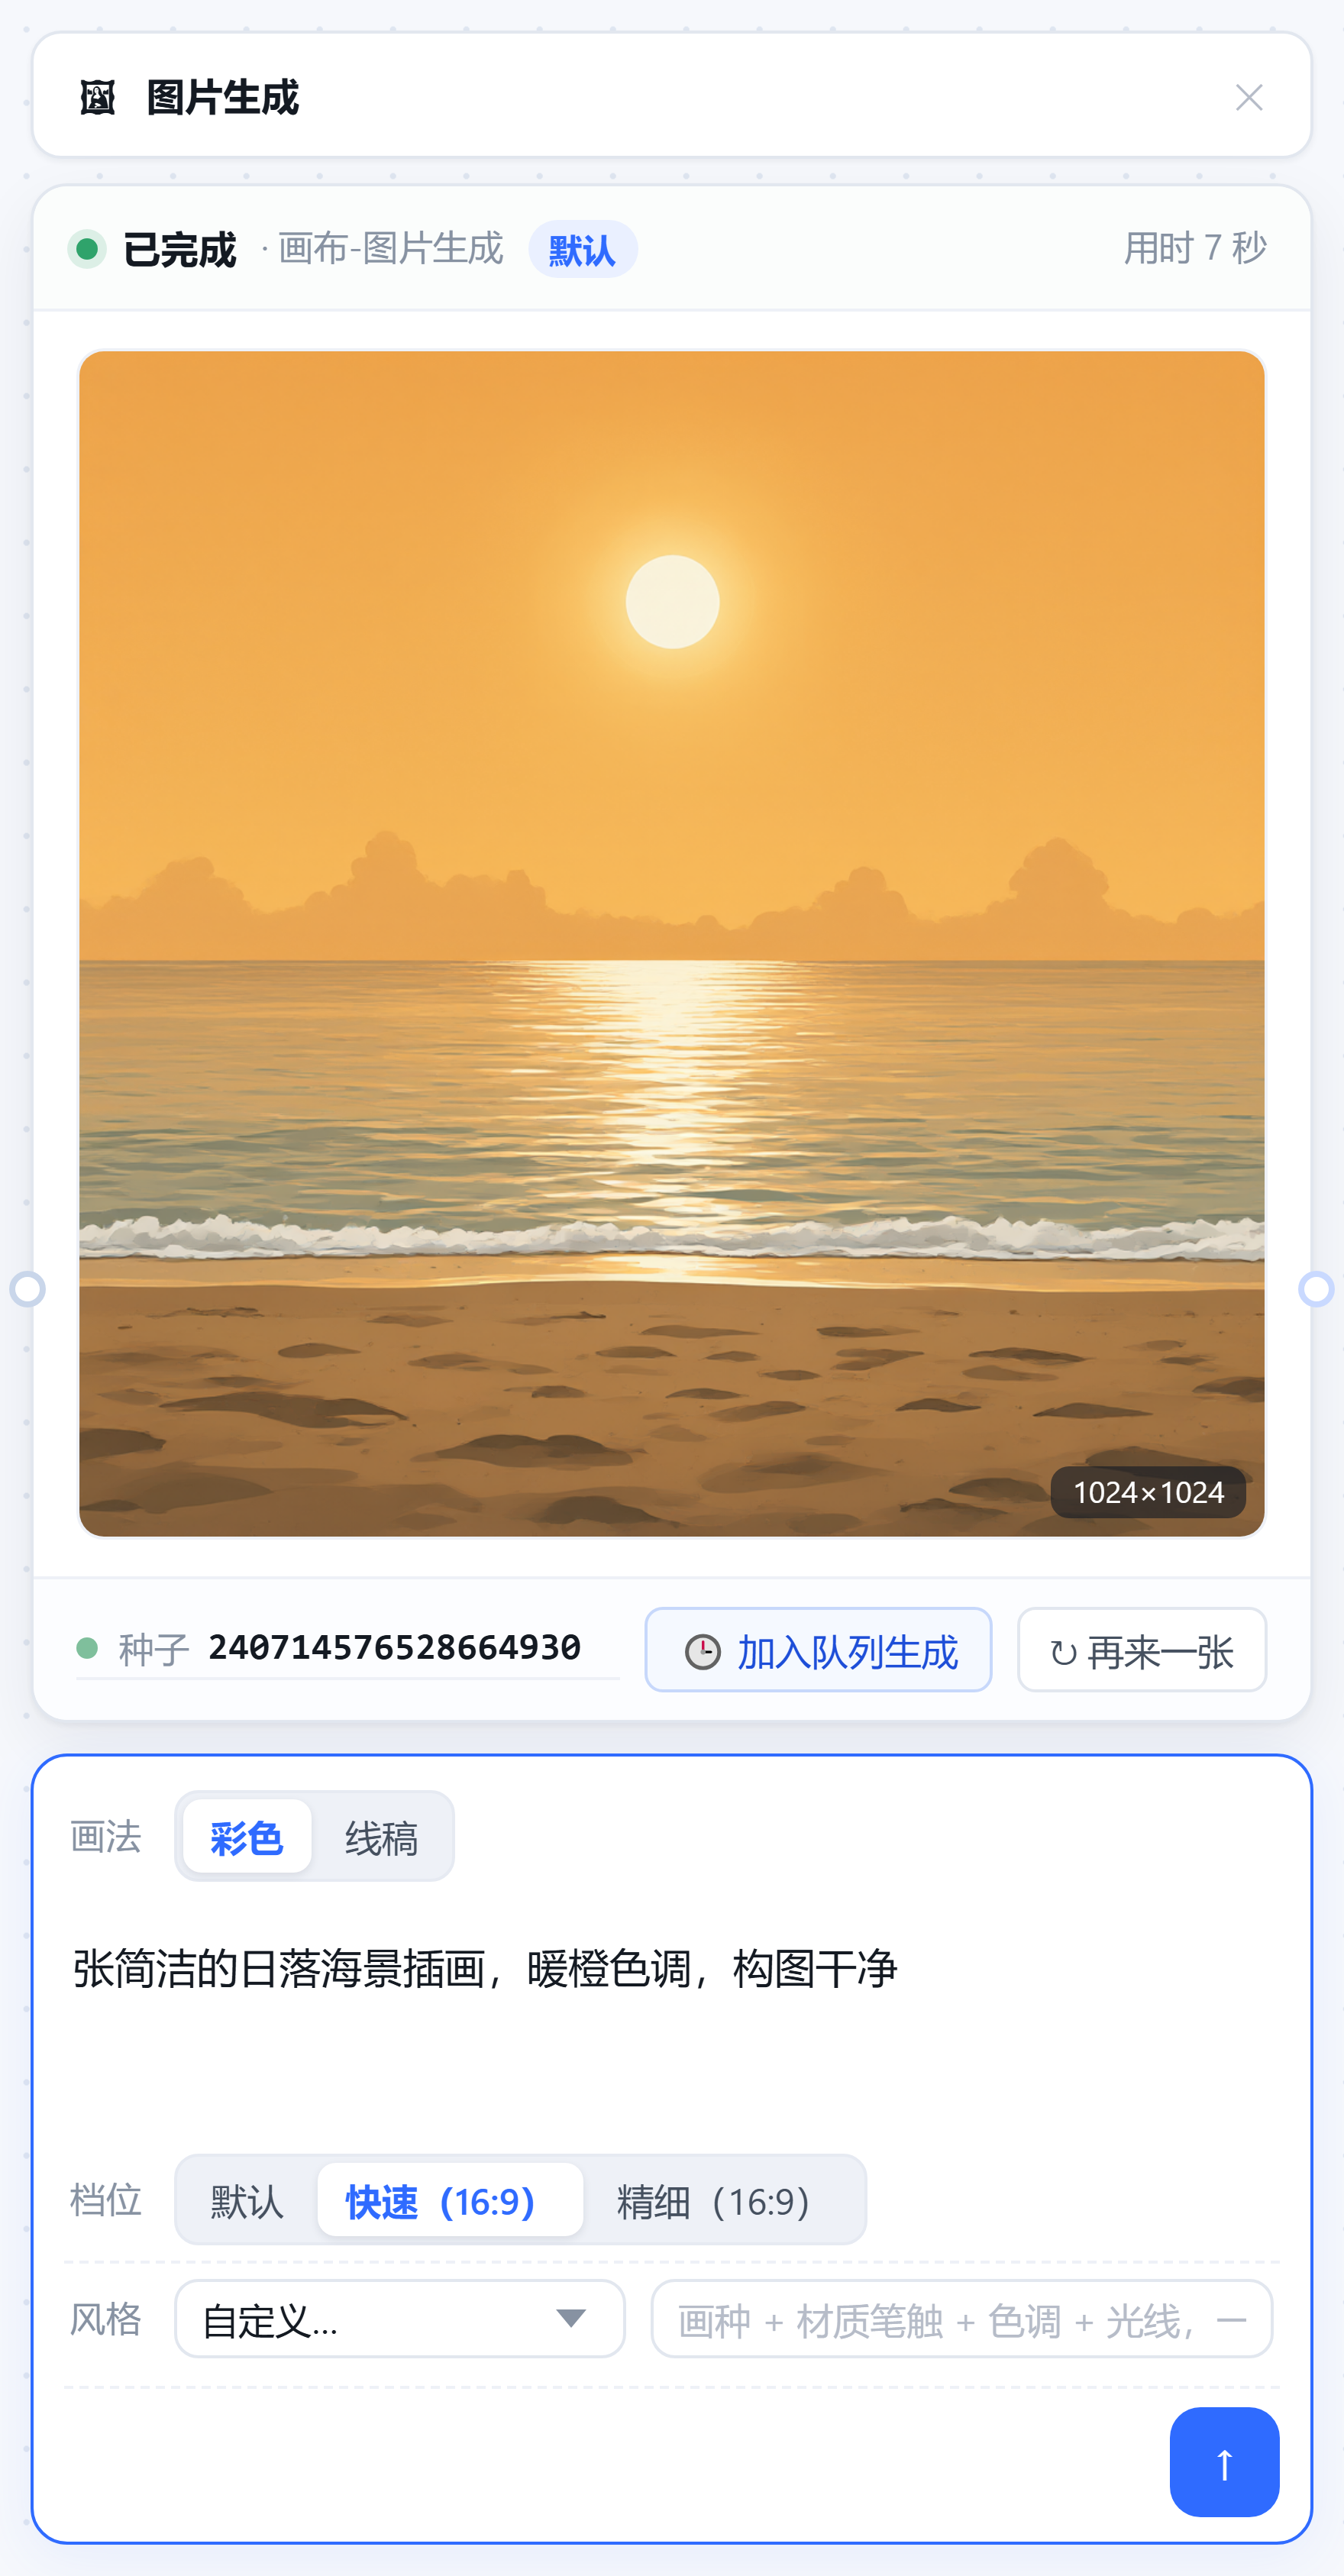 图片生成
已完成 · 画布-图片生成 默认 用时 7 秒
1024×1024
种子 240714576528664930 加入队列生成 ↻ 再来一张
画法 彩色 线稿
张简洁的日落海景插画，暖橙色调，构图干净
档位 默认 快速（16:9） 精细（16:9）
风格 自定义... 画种 + 材质笔触 + 色调 + 光线，一
↑